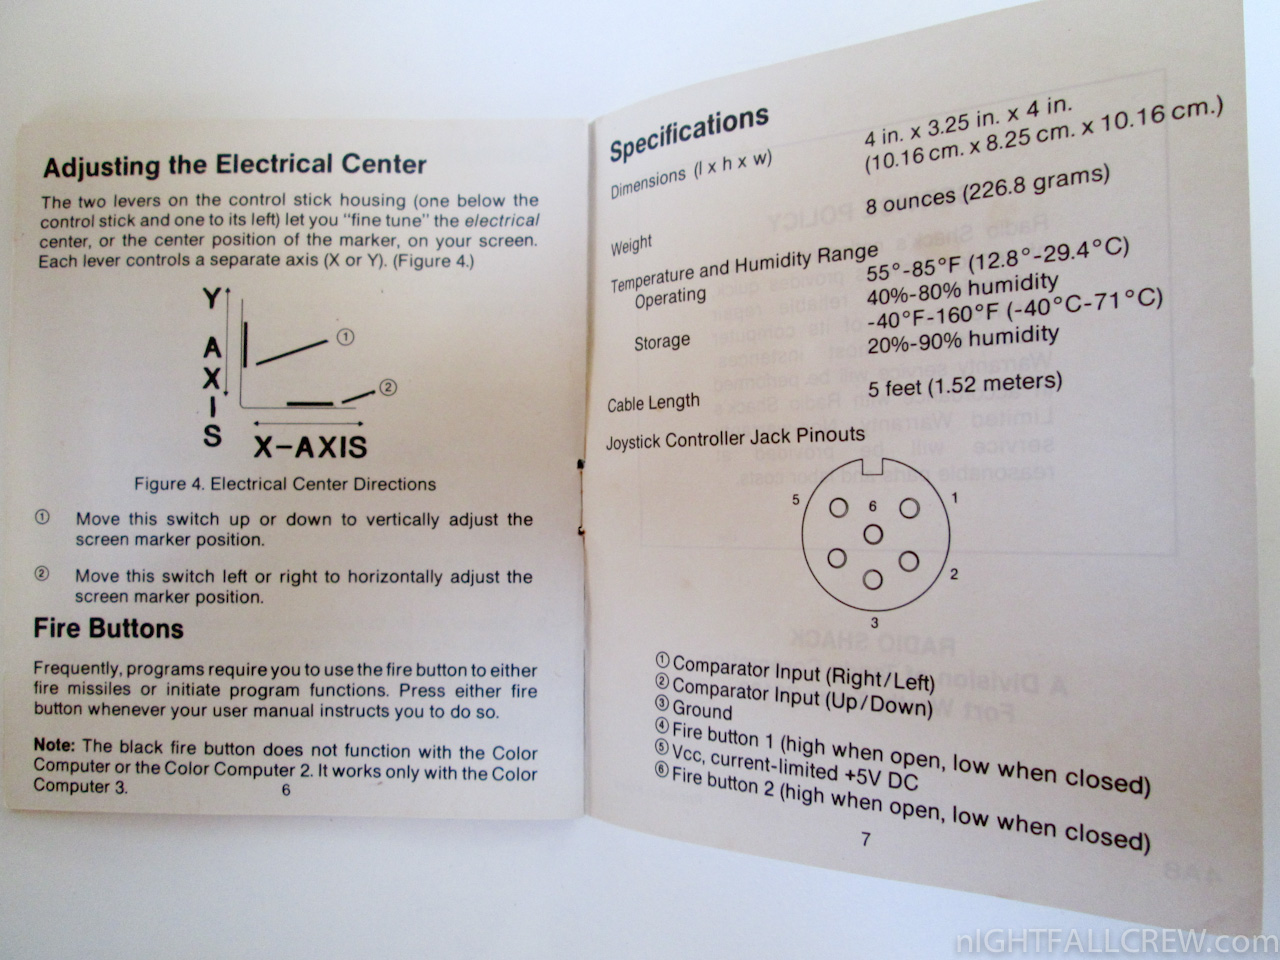 Adjusting the Electrical Center
The two levers on the control stick housing (one below the
control stick and one to its left) let you "fine tune" the electrical
center, or the center position of the marker, on your screen.
Each lever controls a separate axis (X or Y). (Figure 4.)
Y AXIS
①
②
X–AXIS
Figure 4. Electrical Center Directions
① Move this switch up or down to vertically adjust the
screen marker position.
② Move this switch left or right to horizontally adjust the
screen marker position.
Fire Buttons
Frequently, programs require you to use the fire button to either
fire missiles or initiate program functions. Press either fire
button whenever your user manual instructs you to do so.
Note: The black fire button does not function with the Color
Computer or the Color Computer 2. It works only with the Color
Computer 3.
6
Specifications
Dimensions (l x h x w) 4 in. x 3.25 in. x 4 in.
(10.16 cm. x 8.25 cm. x 10.16 cm.)
Weight 8 ounces (226.8 grams)
Temperature and Humidity Range
Operating 55°-85°F (12.8°-29.4°C)
40%-80% humidity
Storage -40°F-160°F (-40°C-71°C)
20%-90% humidity
Cable Length 5 feet (1.52 meters)
Joystick Controller Jack Pinouts
5 6 1
2
3
① Comparator Input (Right/Left)
② Comparator Input (Up/Down)
③ Ground
④ Fire button 1 (high when open, low when closed)
⑤ Vcc, current-limited +5V DC
⑥ Fire button 2 (high when open, low when closed)
7
nIGHTFALLCREW.com